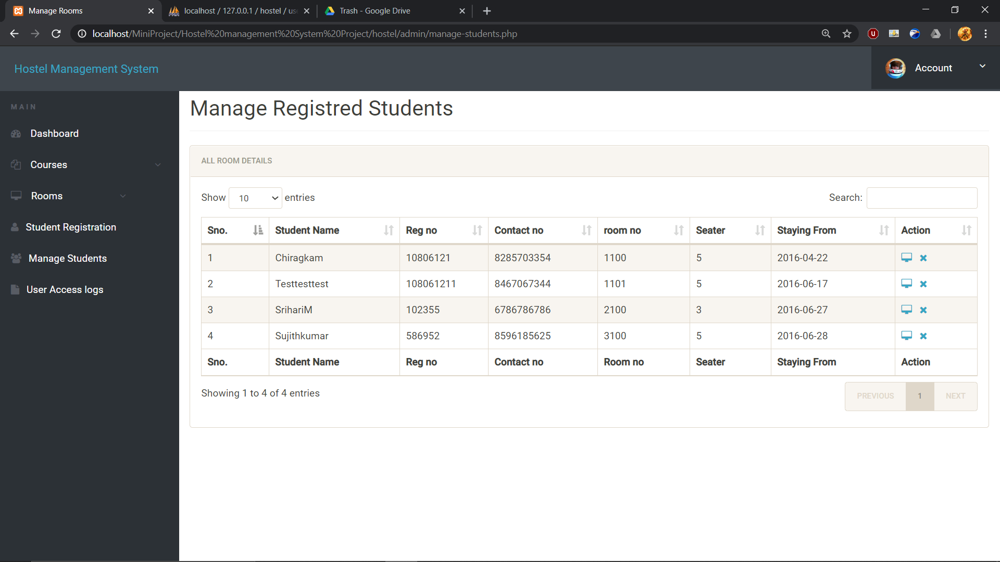 Manage Rooms
localhost / 127.0.0.1 / hostel / us
Trash - Google Drive
localhost/MiniProject/Hostel%20management%20System%20Project/hostel/admin/manage-students.php
Hostel Management System
Account
MAIN
Dashboard
Courses
Rooms
Student Registration
Manage Students
User Access logs
Manage Registred Students
ALL ROOM DETAILS
Show 10 entries Search:
Sno. Student Name Reg no Contact no room no Seater Staying From Action
1 Chiragkam 10806121 8285703354 1100 5 2016-04-22
2 Testtesttest 108061211 8467067344 1101 5 2016-06-17
3 SrihariM 102355 6786786786 2100 3 2016-06-27
4 Sujithkumar 586952 8596185625 3100 5 2016-06-28
Sno. Student Name Reg no Contact no Room no Seater Staying From Action
Showing 1 to 4 of 4 entries
PREVIOUS 1 NEXT